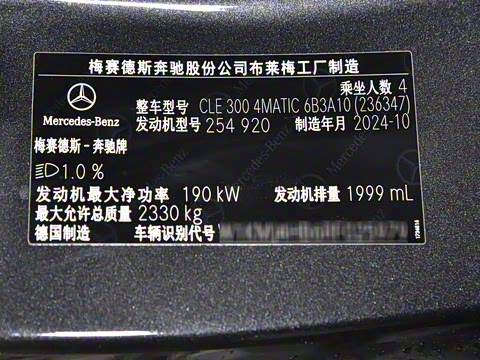 梅赛德斯奔驰股份公司布莱梅工厂制造
乘坐人数 4
Mercedes-Benz
整车型号 CLE 300 4MATIC 6B3A10 (236347)
发动机型号 254 920 制造年月 2024-10
梅赛德斯－奔驰牌
1.0 %
发动机最大净功率 190 kW 发动机排量 1999 mL
最大允许总质量 2330 kg
德国制造 车辆识别代号